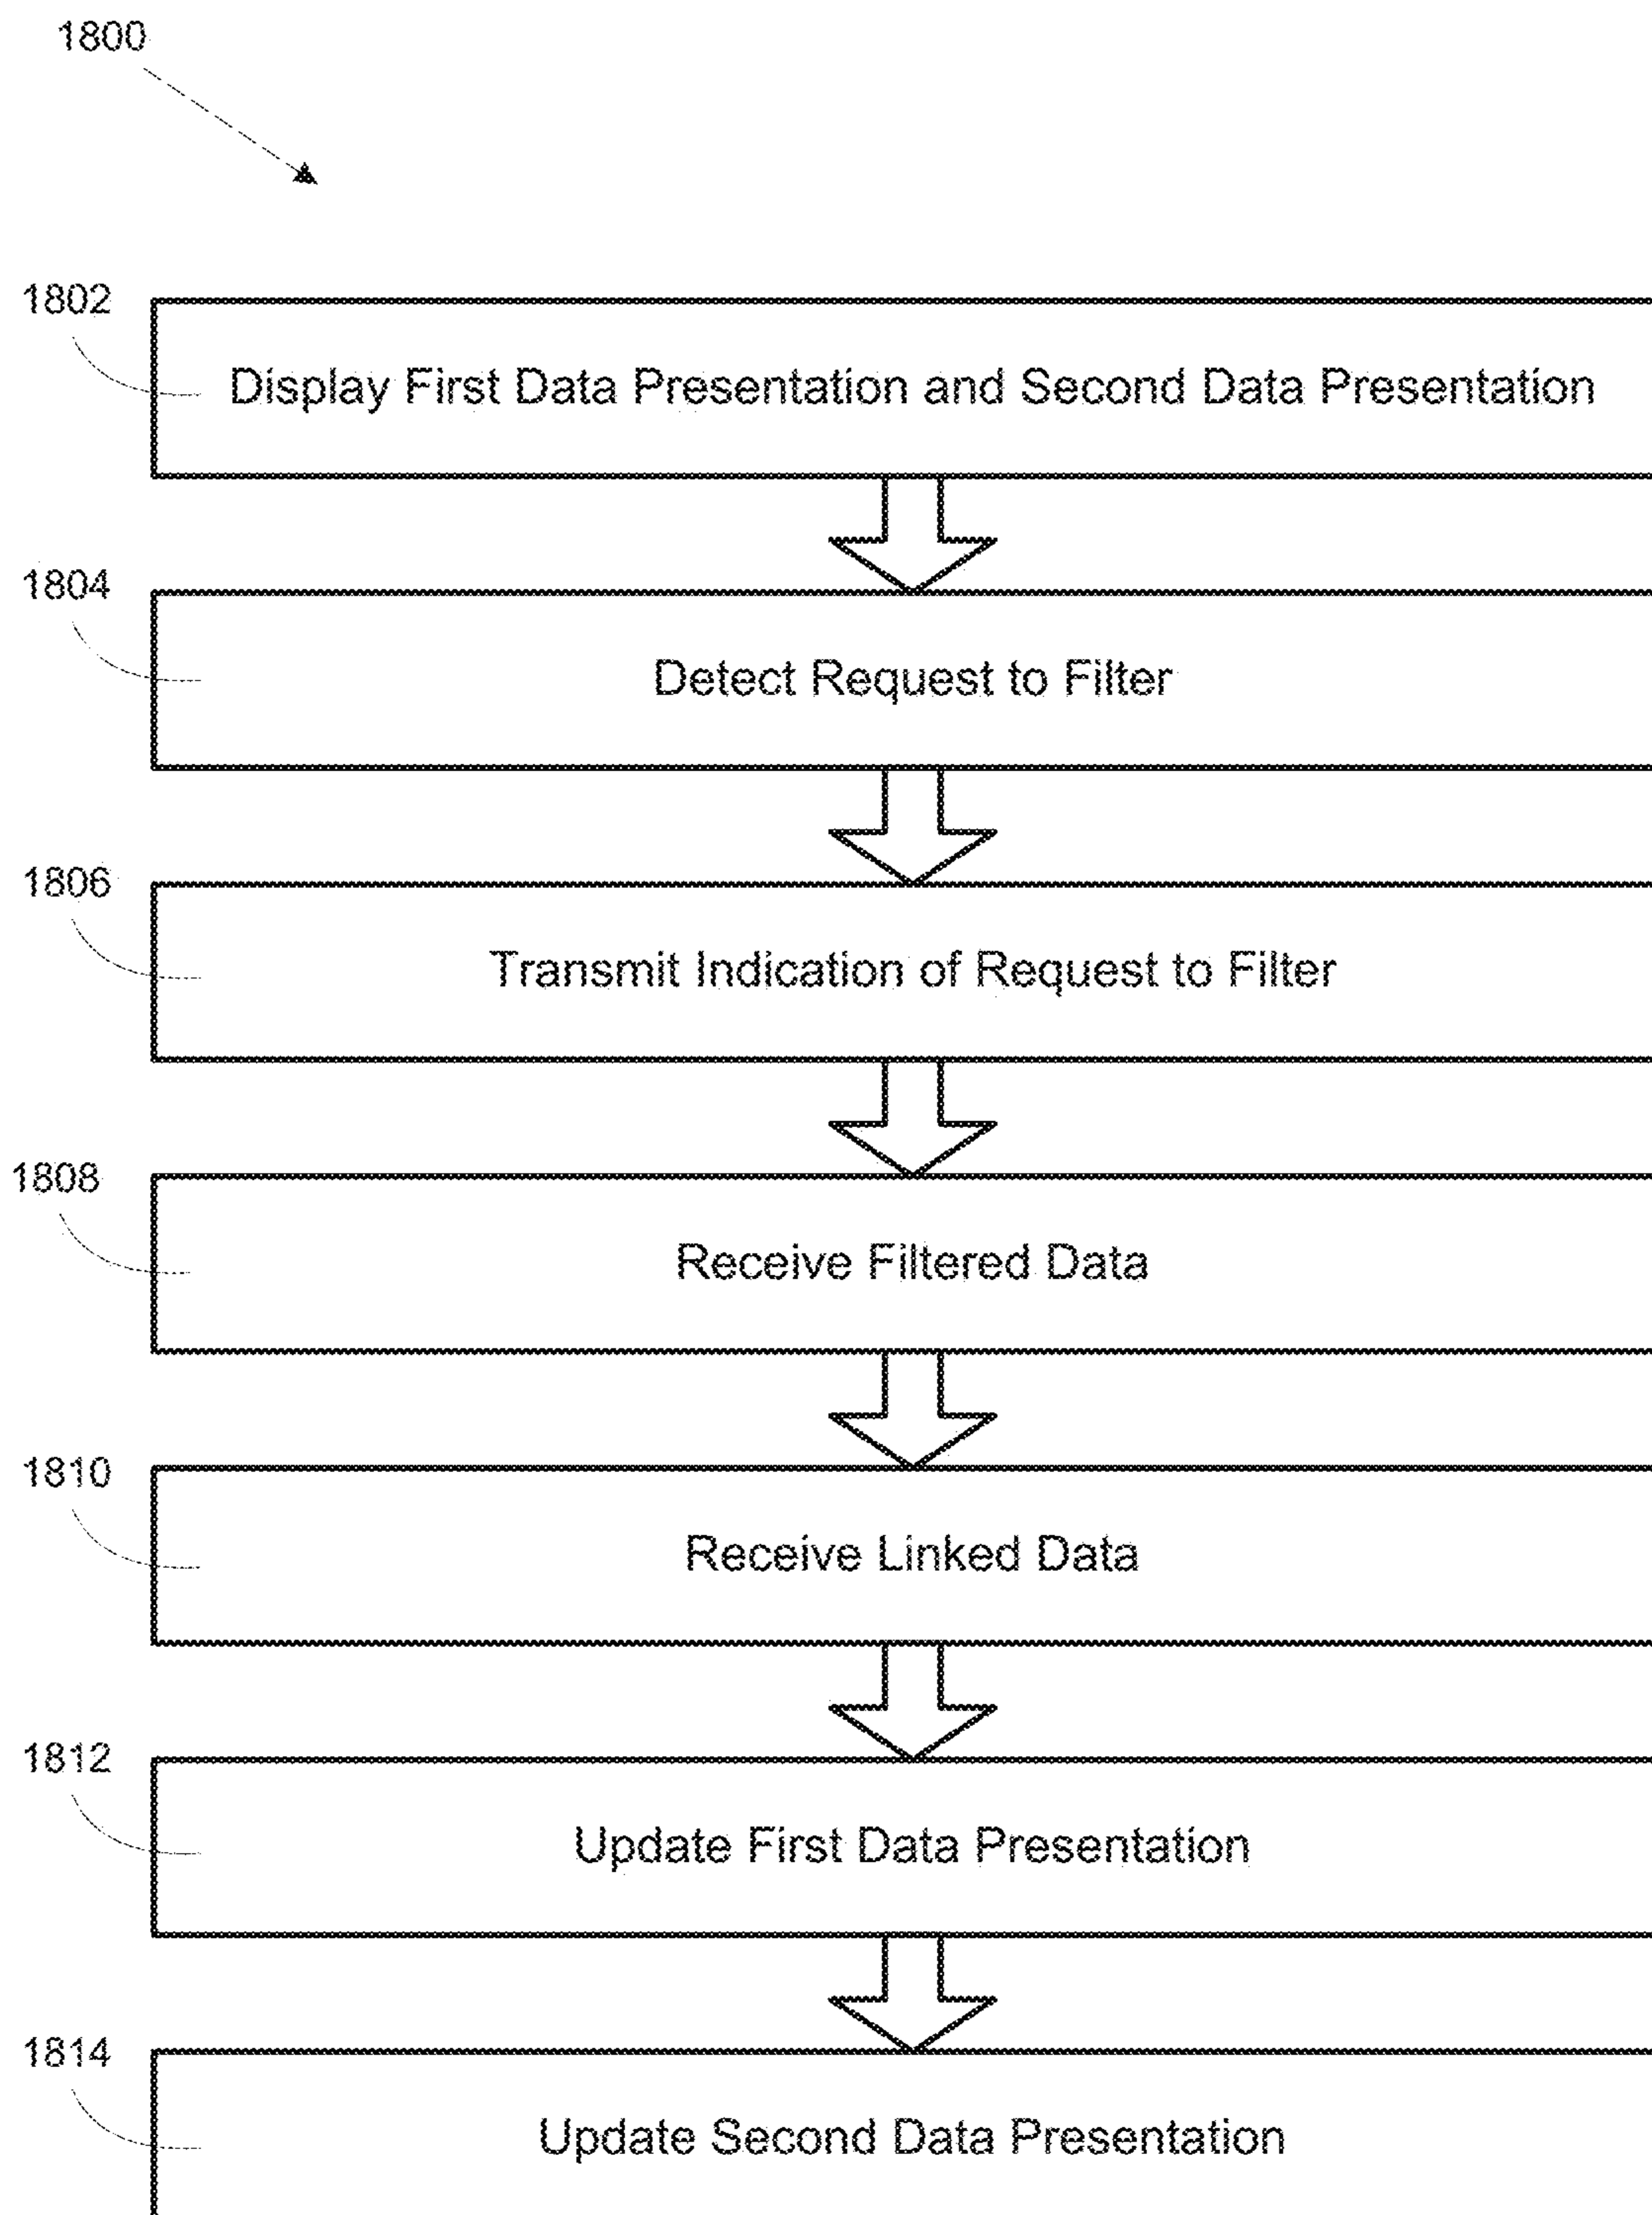 1800
1802
Display First Data Presentation and Second Data Presentation
1804
Detect Request to Filter
1806
Transmit Indication of Request to Filter
1808
Receive Filtered Data
1810
Receive Linked Data
1812
Update First Data Presentation
1814
Update Second Data Presentation